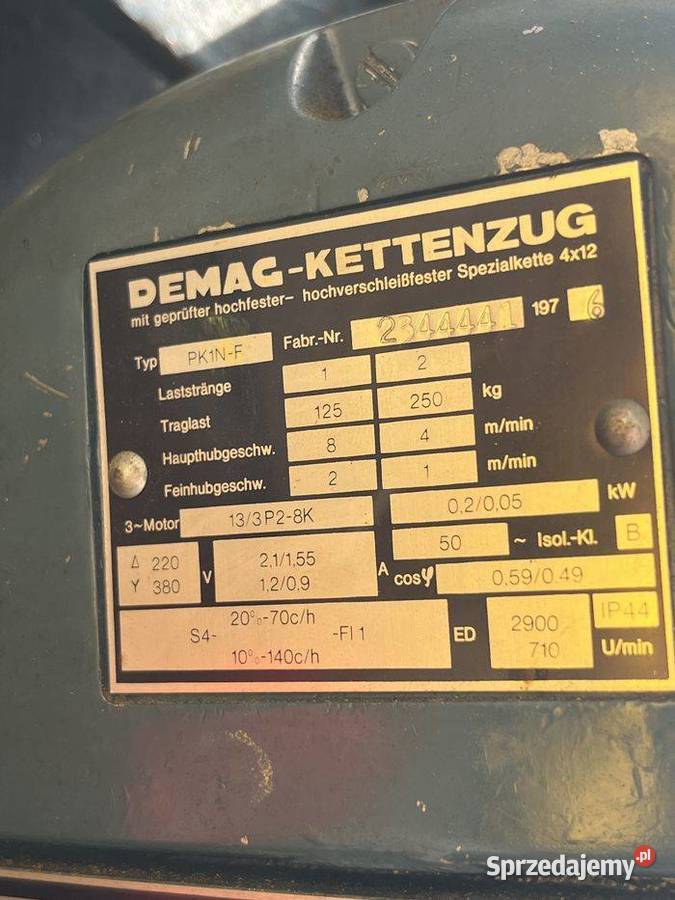 DEMAG-KETTENZUG
mit geprüfter hochfester- hochverschleißfester Spezialkette 4x12
Typ PK1N-F Fabr.-Nr. 2344441 197 6
Laststränge 1 2
Traglast 125 250 kg
Haupthubgeschw. 8 4 m/min
Feinhubgeschw. 2 1 m/min
3~Motor 13/3P2-8K 0,2/0,05 kW
Δ 220 V 2,1/1,55 A 50 ~ Isol.-Kl. B
Y 380 1,2/0,9 cosφ 0,59/0.49
S4- 20%-70c/h -FI 1 ED 2900 IP44
10%-140c/h 710 U/min
Sprzedajemy.pl